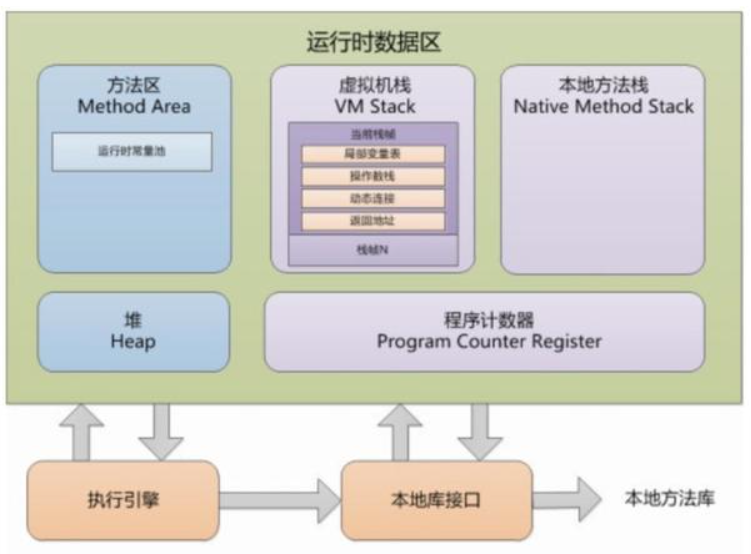 运行时数据区
方法区
Method Area
运行时常量池
虚拟机栈
VM Stack
当前栈帧
局部变量表
操作数栈
动态连接
返回地址
栈帧N
本地方法栈
Native Method Stack
堆
Heap
程序计数器
Program Counter Register
执行引擎
本地库接口
本地方法库